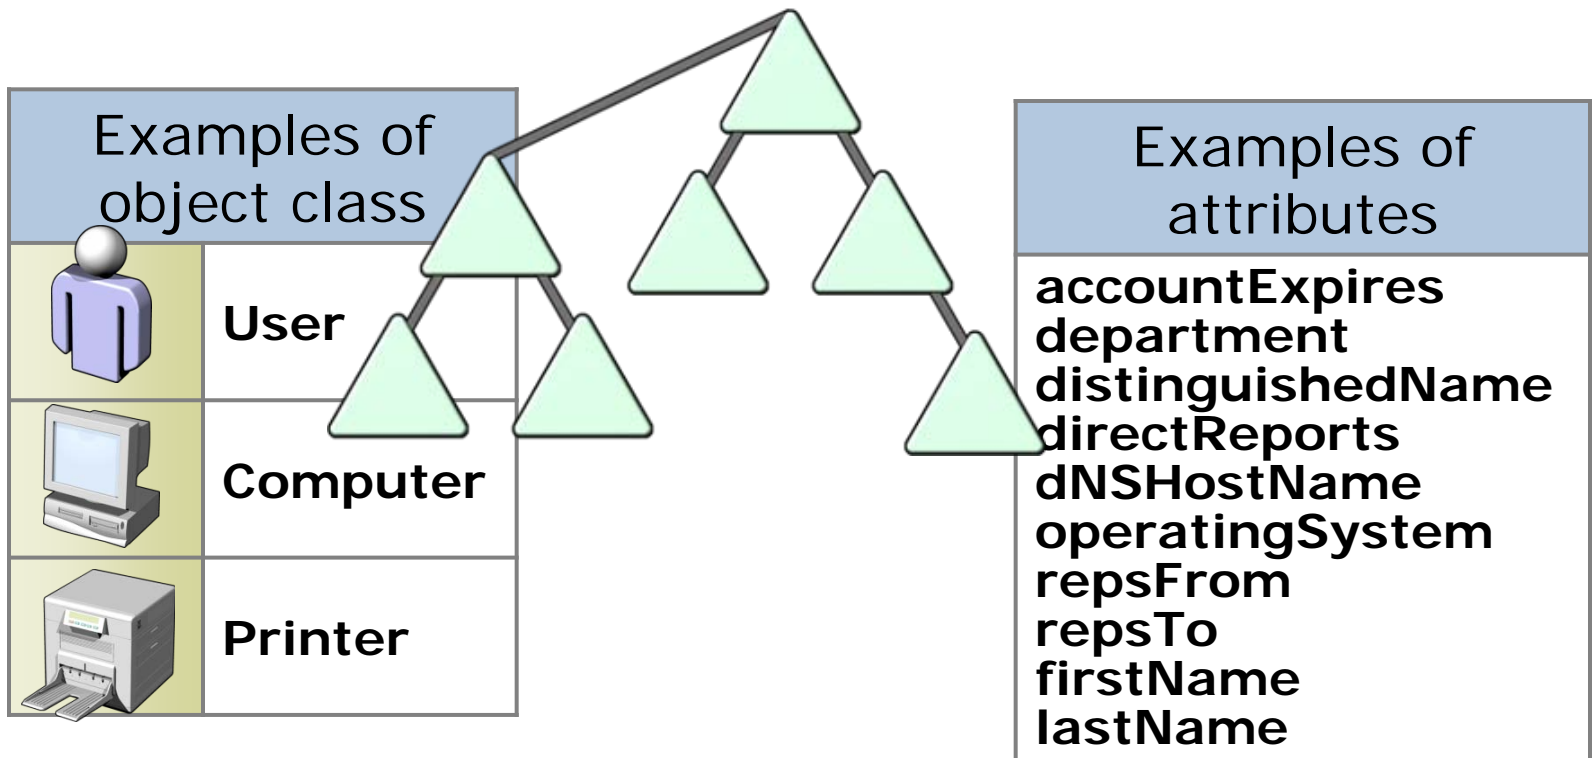 Examples of
object class
User
Computer
Printer
Examples of
attributes
accountExpires
department
distinguishedName
directReports
dNSHostName
operatingSystem
repsFrom
repsTo
firstName
lastName